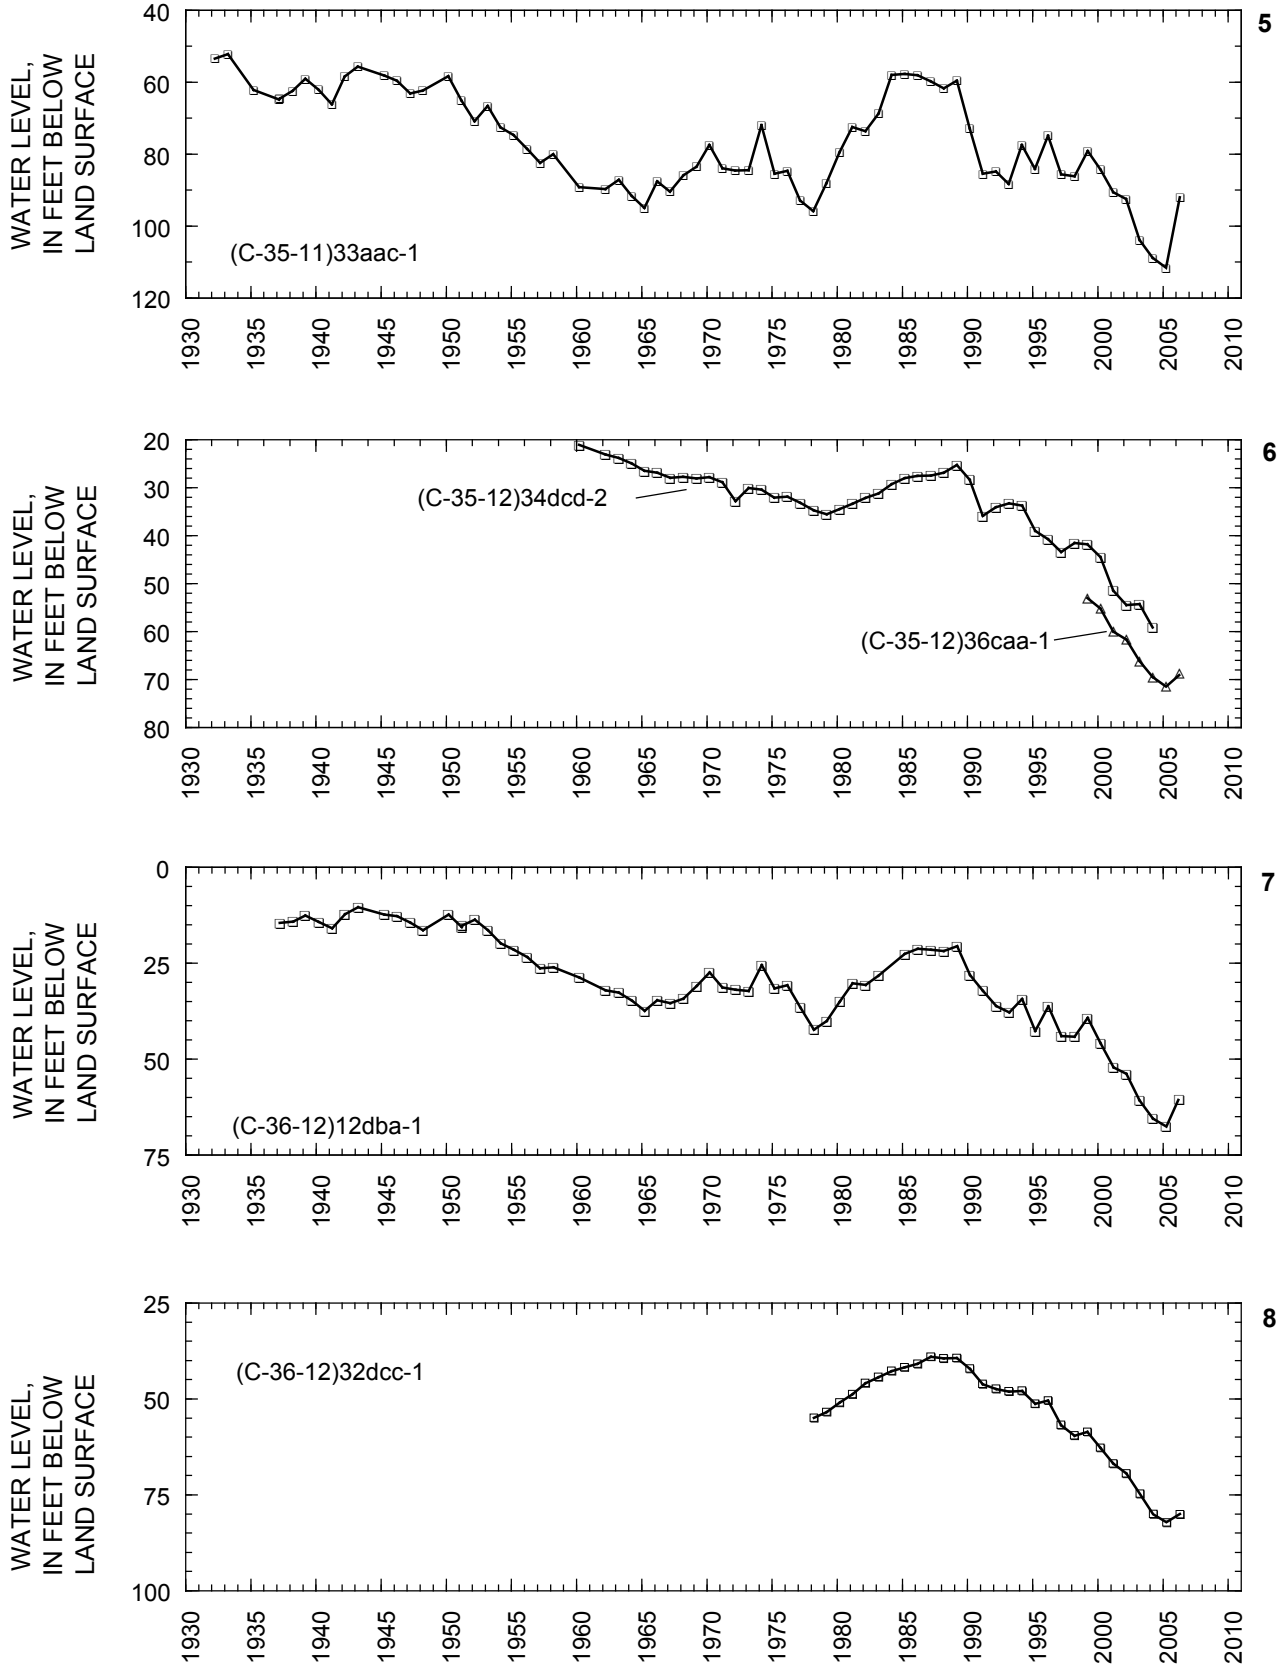 5
WATER LEVEL,
IN FEET BELOW
LAND SURFACE
40
60
80
100
120
(C-35-11)33aac-1
1930 1935 1940 1945 1950 1955 1960 1965 1970 1975 1980 1985 1990 1995 2000 2005 2010
6
WATER LEVEL,
IN FEET BELOW
LAND SURFACE
20
30
40
50
60
70
80
(C-35-12)34dcd-2
(C-35-12)36caa-1
1930 1935 1940 1945 1950 1955 1960 1965 1970 1975 1980 1985 1990 1995 2000 2005 2010
7
WATER LEVEL,
IN FEET BELOW
LAND SURFACE
0
25
50
75
(C-36-12)12dba-1
1930 1935 1940 1945 1950 1955 1960 1965 1970 1975 1980 1985 1990 1995 2000 2005 2010
8
WATER LEVEL,
IN FEET BELOW
LAND SURFACE
25
50
75
100
(C-36-12)32dcc-1
1930 1935 1940 1945 1950 1955 1960 1965 1970 1975 1980 1985 1990 1995 2000 2005 2010